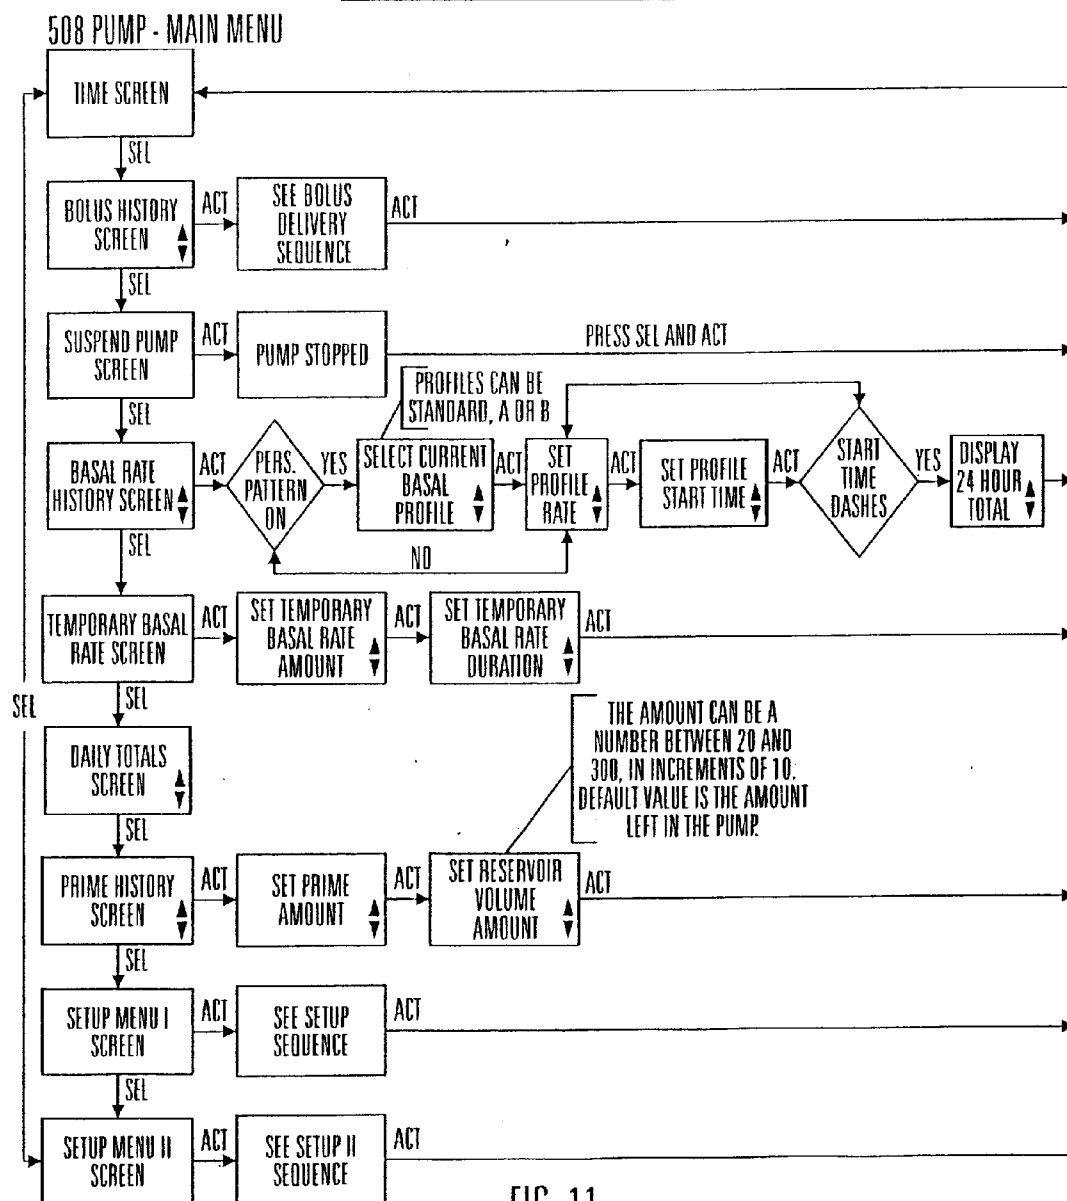 508 PUMP - MAIN MENU
TIME SCREEN
SEL
BOLUS HISTORY
SCREEN
ACT
SEE BOLUS
DELIVERY
SEQUENCE
ACT
SEL
SUSPEND PUMP
SCREEN
ACT
PUMP STOPPED
PRESS SEL AND ACT
SEL
PROFILES CAN BE
STANDARD, A OR B
BASAL RATE
HISTORY SCREEN
ACT
PERS.
PATTERN
ON
YES
SELECT CURRENT
BASAL
PROFILE
ACT
SET
PROFILE
RATE
ACT
SET PROFILE
START TIME
ACT
START
TIME
DASHES
YES
DISPLAY
24 HOUR
TOTAL
NO
SEL
TEMPORARY BASAL
RATE SCREEN
ACT
SET TEMPORARY
BASAL RATE
AMOUNT
ACT
SET TEMPORARY
BASAL RATE
DURATION
ACT
SEL
SEL
DAILY TOTALS
SCREEN
THE AMOUNT CAN BE A
NUMBER BETWEEN 20 AND
300, IN INCREMENTS OF 10.
DEFAULT VALUE IS THE AMOUNT
LEFT IN THE PUMP.
SEL
PRIME HISTORY
SCREEN
ACT
SET PRIME
AMOUNT
ACT
SET RESERVOIR
VOLUME
AMOUNT
ACT
SEL
SETUP MENU I
SCREEN
ACT
SEE SETUP
SEQUENCE
ACT
SEL
SETUP MENU II
SCREEN
ACT
SEE SETUP II
SEQUENCE
ACT
FIG. 11